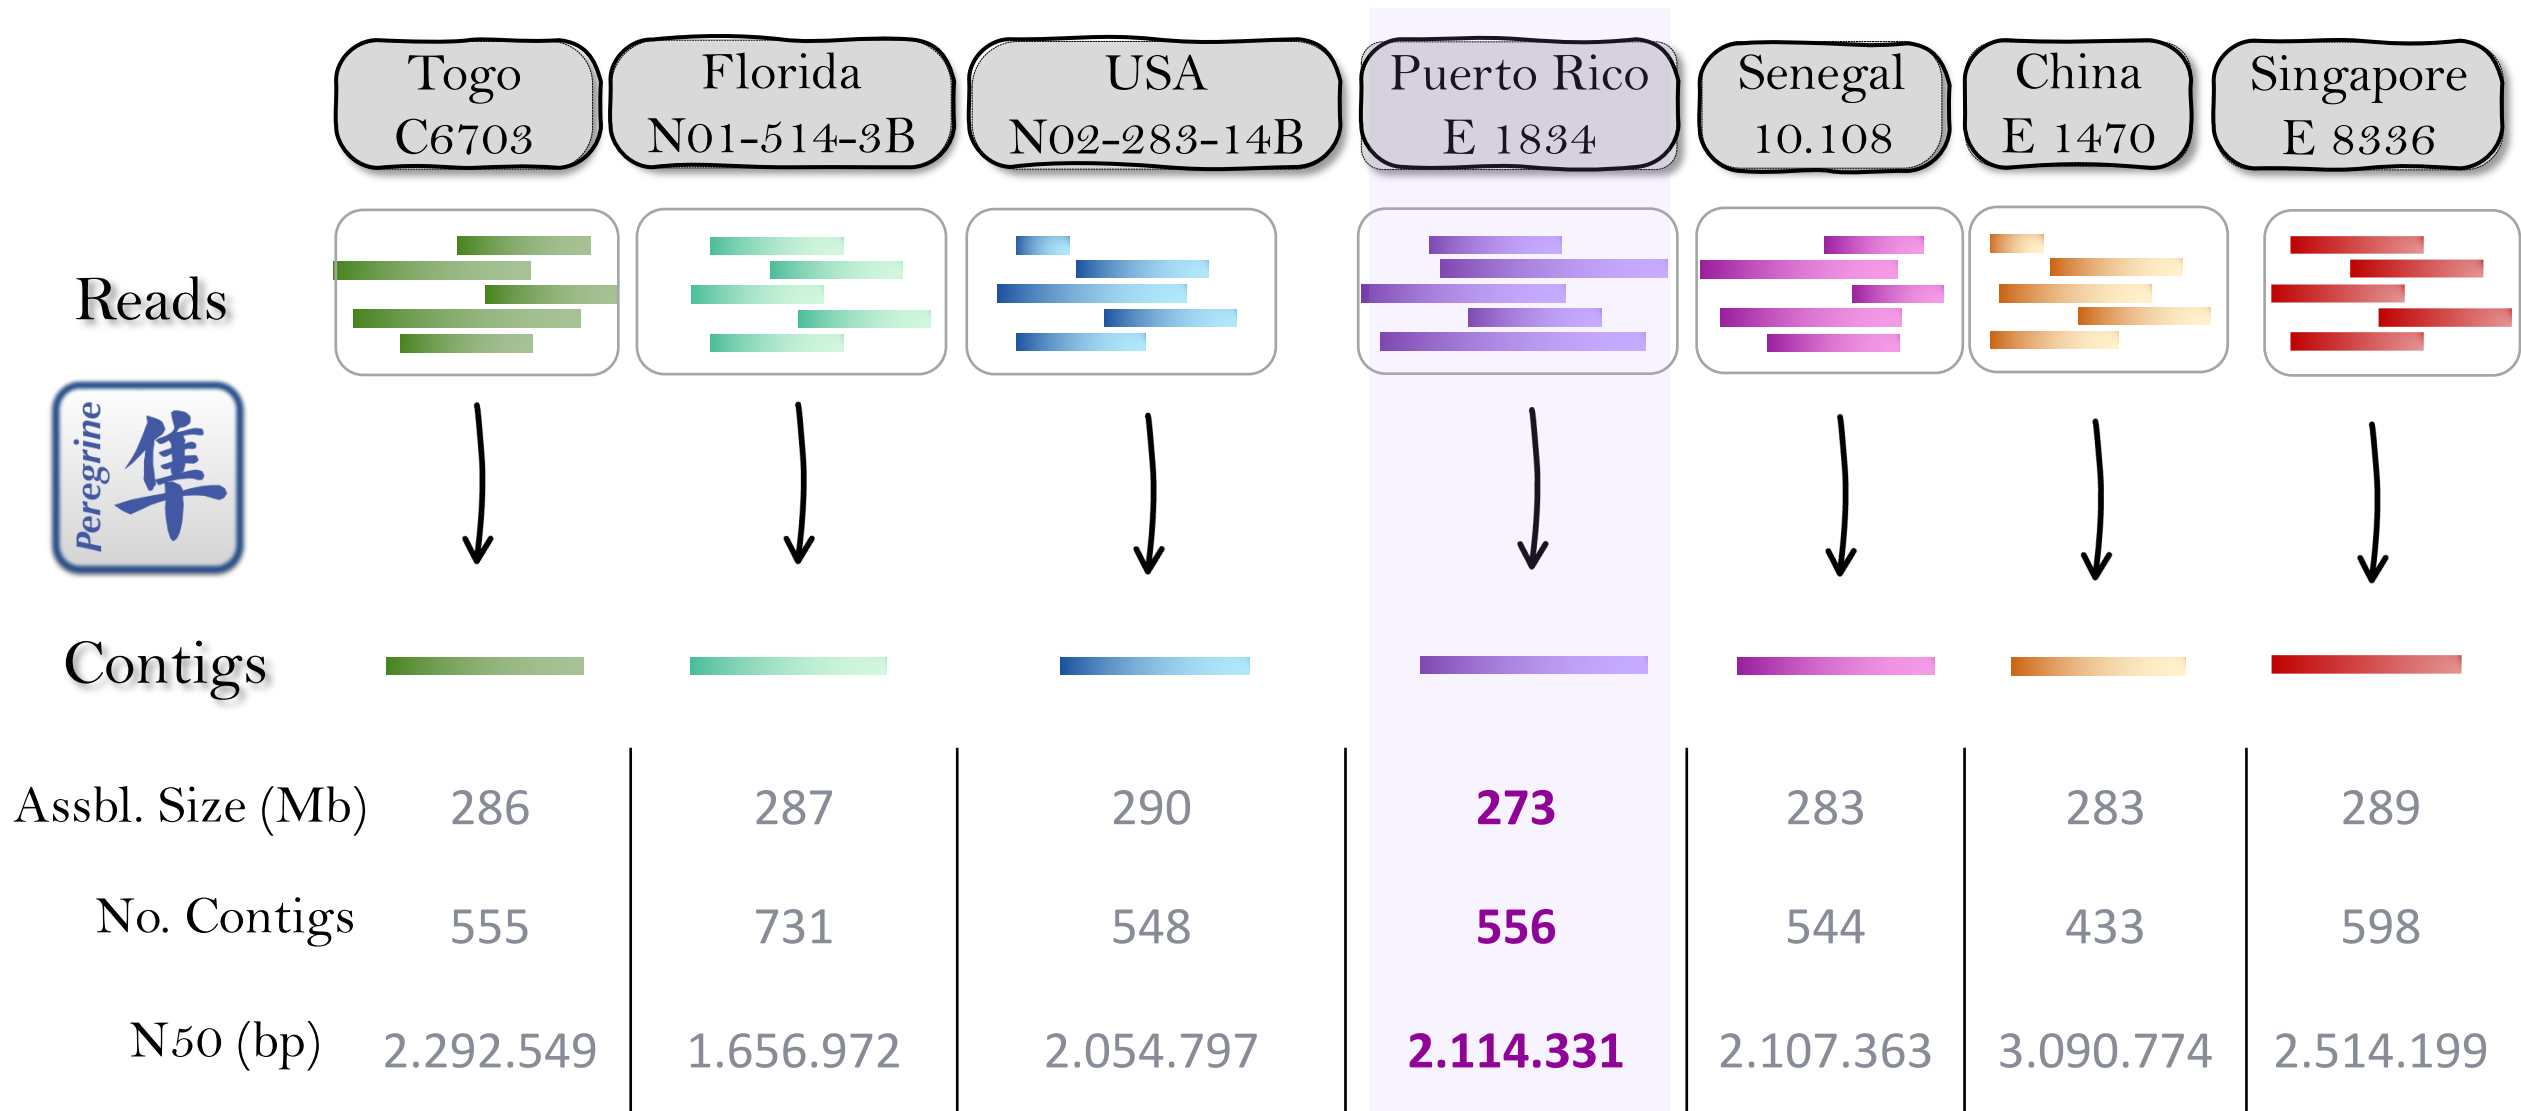 Togo
C6703
Florida
N01-514-3B
USA
N02-283-14B
Puerto Rico
E 1834
Senegal
10.108
China
E 1470
Singapore
E 8336
Reads
Peregrine
隼
Contigs
Assbl. Size (Mb) 286 287 290 273 283 283 289
No. Contigs 555 731 548 556 544 433 598
N50 (bp) 2.292.549 1.656.972 2.054.797 2.114.331 2.107.363 3.090.774 2.514.199